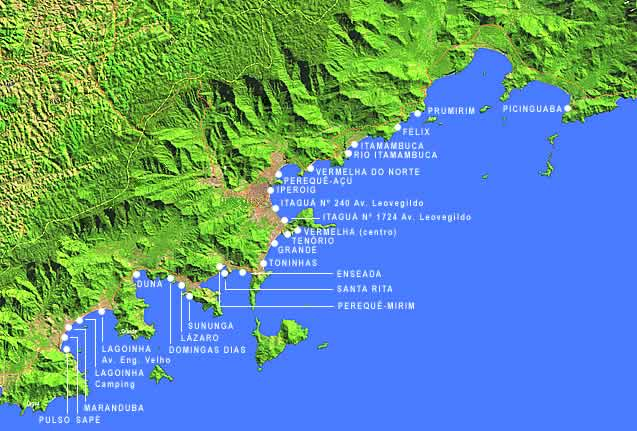 PRUMIRIM
PICINGUABA
FÉLIX
ITAMAMBUCA
RIO ITAMAMBUCA
VERMELHA DO NORTE
PEREQUÊ-AÇU
IPEROIG
ITAGUÁ Nº 240 Av. Leovegildo
ITAGUÁ Nº 1724 Av. Leovegildo
VERMELHA (centro)
TENÓRIO
GRANDE
TONINHAS
ENSEADA
SANTA RITA
PEREQUÊ-MIRIM
DUNA
SUNUNGA
LÁZARO
DOMINGAS DIAS
LAGOINHA
Av. Eng. Velho
LAGOINHA
Camping
MARANDUBA
PULSO SAPÊ